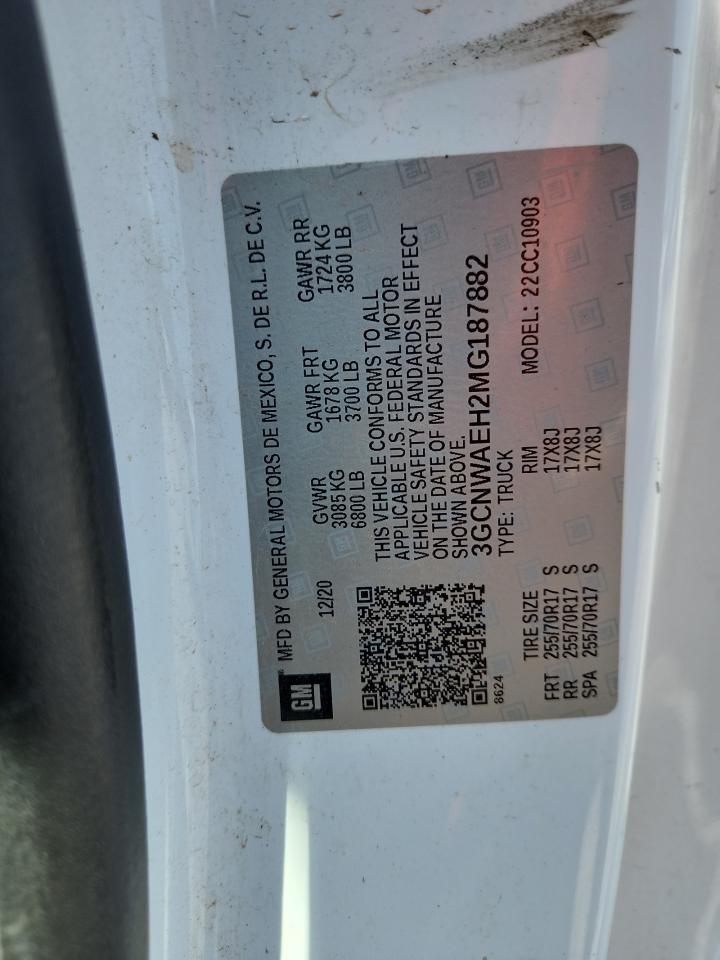 GM
MFD BY GENERAL MOTORS DE MEXICO, S. DE R.L. DE C.V.
12/20
GVWR GAWR FRT GAWR RR
3085 KG 1678 KG 1724 KG
6800 LB 3700 LB 3800 LB
THIS VEHICLE CONFORMS TO ALL
APPLICABLE U.S. FEDERAL MOTOR
VEHICLE SAFETY STANDARDS IN EFFECT
ON THE DATE OF MANUFACTURE
SHOWN ABOVE.
3GCNWAEH2MG187882
8624
TYPE: TRUCK
TIRE SIZE RIM MODEL: 22CC10903
FRT 255/70R17 S 17X8J
RR 255/70R17 S 17X8J
SPA 255/70R17 S 17X8J